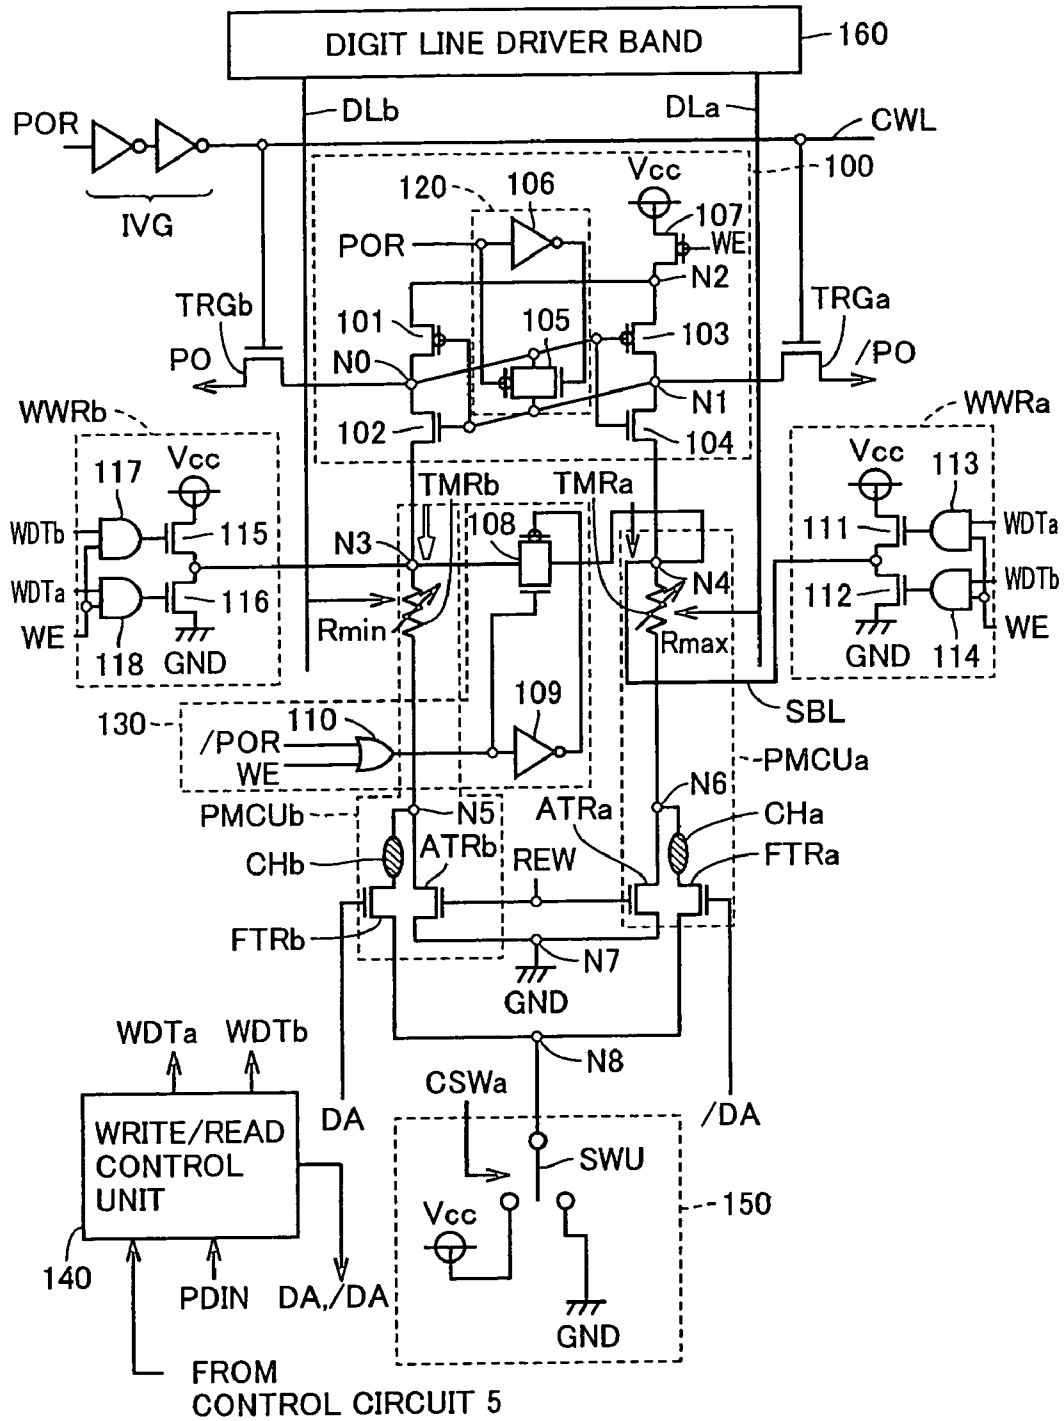 DIGIT LINE DRIVER BAND
160
DLb
DLa
POR
CWL
IVG
120
106
Vcc
100
107
POR
WE
N2
TRGb
TRGa
101
105
103
PO
N0
/PO
N1
WWRb
WWRa
102
104
117
Vcc
Vcc
113
TMRb
TMRa
WDTb
115
108
111
WDTa
N3
N4
WDTa
116
112
WDTb
Rmin
Rmax
WE
WE
118
GND
GND
114
130
110
109
SBL
/POR
WE
PMCUa
N6
PMCUb
N5
ATRa
CHa
CHb
ATRb
REW
FTRa
FTRb
N7
GND
WDTa
WDTb
N8
CSWa
DA
/DA
WRITE/READ
CONTROL
UNIT
SWU
150
Vcc
140
PDIN
DA,/DA
GND
FROM
CONTROL CIRCUIT 5